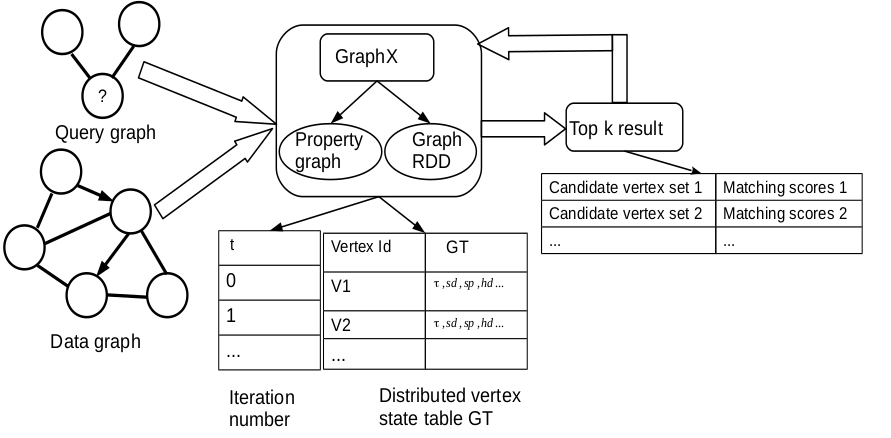 ?
Query graph
Data graph
GraphX
Property
graph
Graph
RDD
Top k result
Candidate vertex set 1 Matching scores 1
Candidate vertex set 2 Matching scores 2
... ...
t
0
1
...
Iteration
number
Vertex Id GT
V1 τ,sd,sp,hd...
V2 τ,sd,sp,hd...
...
Distributed vertex
state table GT